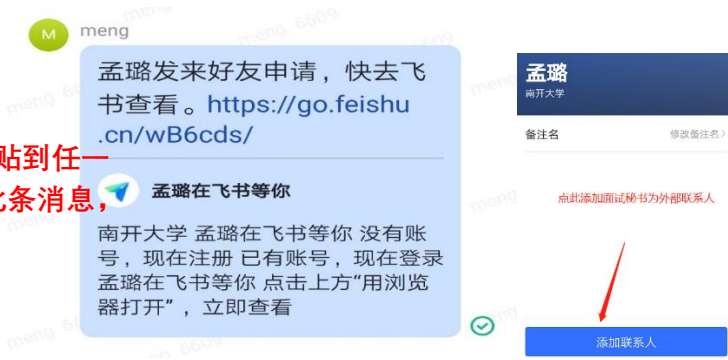 M
meng
孟璐发来好友申请，快去飞
书查看。https://go.feishu
.cn/wB6cds/
贴到任一
此条消息，
孟璐在飞书等你
南开大学 孟璐在飞书等你 没有账
号，现在注册 已有账号，现在登录
孟璐在飞书等你 点击上方“用浏览
器打开”，立即查看
孟璐
南开大学
备注名
修改备注名>
点此添加面试秘书为外部联系人
添加联系人
meng 6609